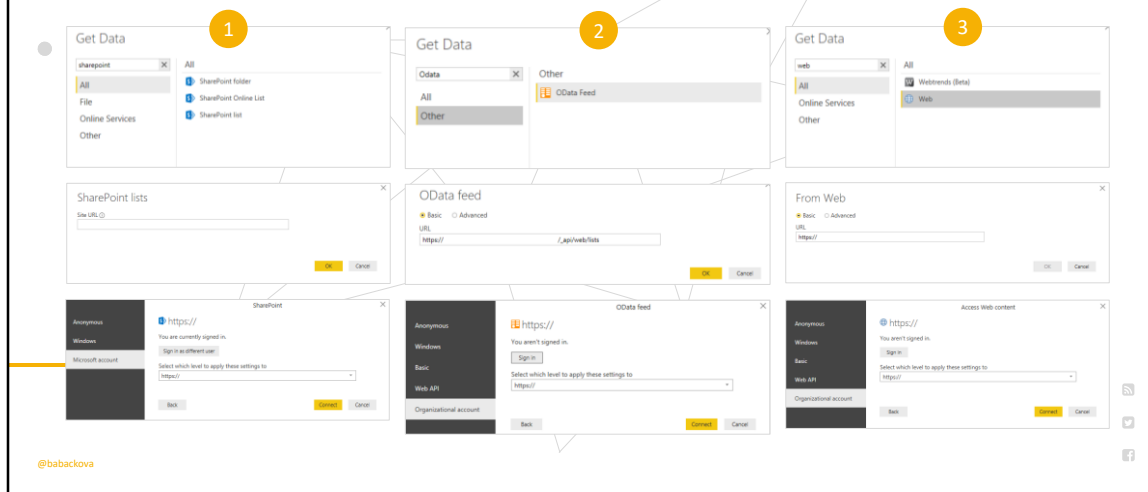 1
Get Data
sharepoint
All
File
Online Services
Other
All
SharePoint folder
SharePoint Online List
SharePoint list
2
Get Data
Odata
All
Other
Other
OData Feed
3
Get Data
web
All
Online Services
Other
All
Webtrends (Beta)
Web
SharePoint lists
Site URL
OK Cancel
OData feed
Basic Advanced
URL
https:// /_api/web/lists
OK Cancel
From Web
Basic Advanced
URL
https://
OK Cancel
SharePoint
Anonymous
Windows
Microsoft account
https://
You are currently signed in.
Sign in as different user
Select which level to apply these settings to
https://
Back Connect Cancel
OData feed
Anonymous
Windows
Basic
Web API
Organizational account
https://
You aren't signed in.
Sign in
Select which level to apply these settings to
https://
Back Connect Cancel
Access Web content
Anonymous
Windows
Basic
Web API
Organizational account
https://
You aren't signed in.
Sign in
Select which level to apply these settings to
https://
Back Connect Cancel
@babackova